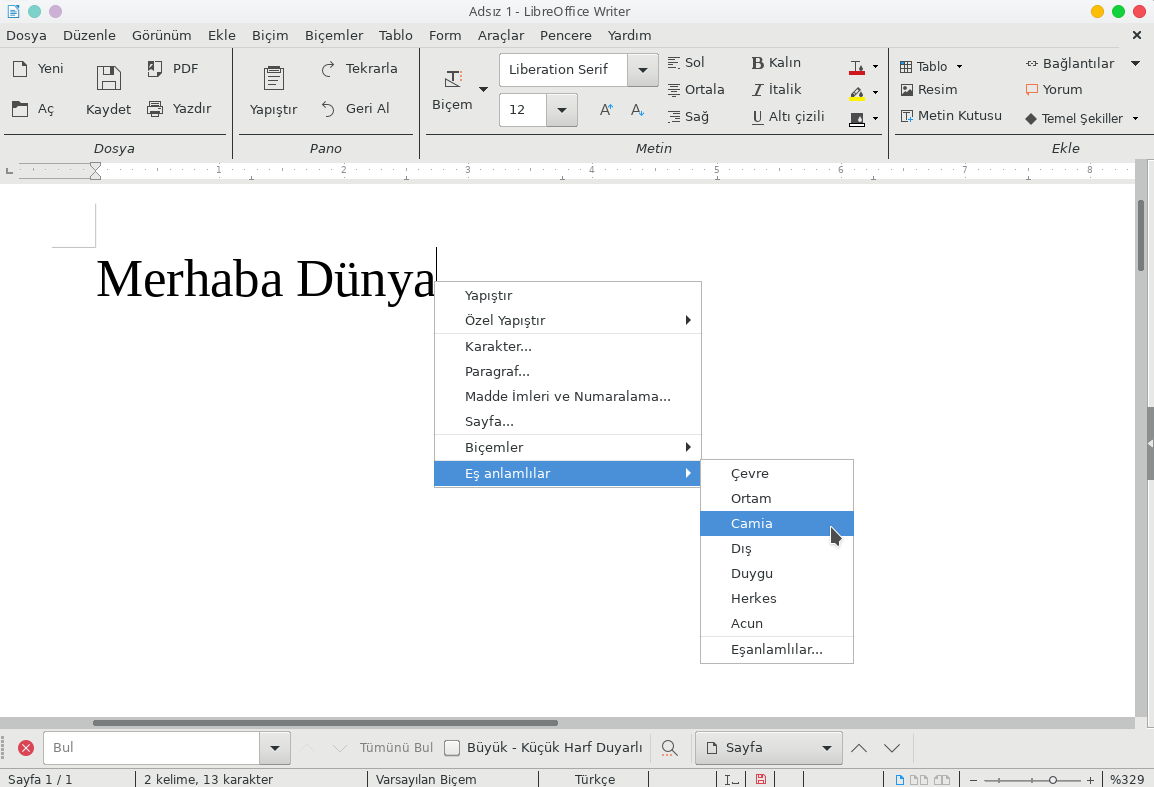 Adsız 1 - LibreOffice Writer
Dosya Düzenle Görünüm Ekle Biçim Biçemler Tablo Form Araçlar Pencere Yardım
Yeni PDF Tekrarla Liberation Serif Sol B Kalın Tablo Bağlantılar
Kaydet Yapıştır Biçem Ortala I İtalik Resim Yorum
Aç Yazdır Geri Al 12 A A Sağ U Altı çizili Metin Kutusu Temel Şekiller
Dosya Pano Metin Ekle
1 2 3 4 5 6 7 8
Merhaba Dünya
Yapıştır
Özel Yapıştır
Karakter...
Paragraf...
Madde İmleri ve Numaralama...
Sayfa...
Biçemler
Eş anlamlılar
Çevre
Ortam
Camia
Dış
Duygu
Herkes
Acun
Eşanlamlılar...
Bul Tümünü Bul Büyük - Küçük Harf Duyarlı Sayfa
Sayfa 1 / 1 2 kelime, 13 karakter Varsayılan Biçem Türkçe %329